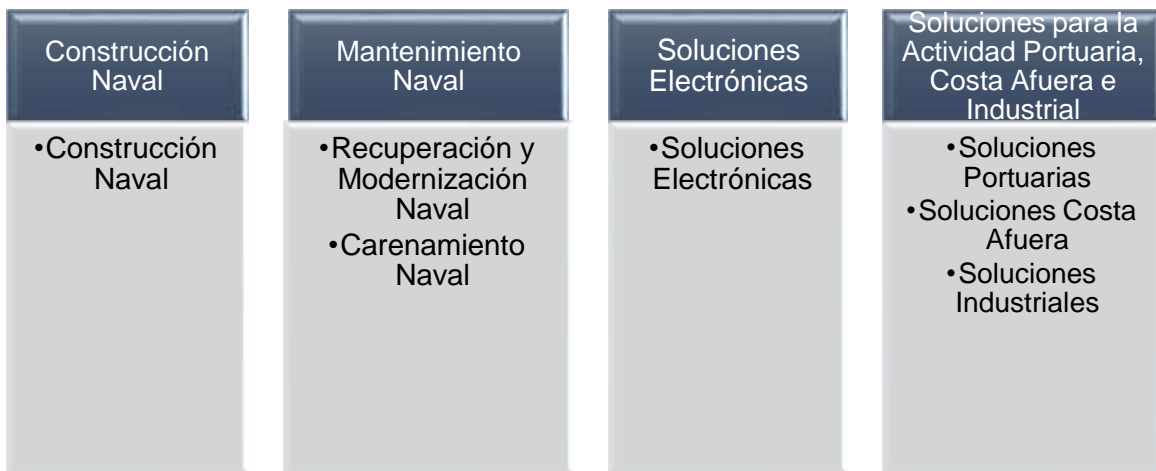 Construcción
Naval
•Construcción
Naval
Mantenimiento
Naval
•Recuperación y
Modernización
Naval
•Carenamiento
Naval
Soluciones
Electrónicas
•Soluciones
Electrónicas
Soluciones para la
Actividad Portuaria,
Costa Afuera e
Industrial
•Soluciones
Portuarias
•Soluciones Costa
Afuera
•Soluciones
Industriales